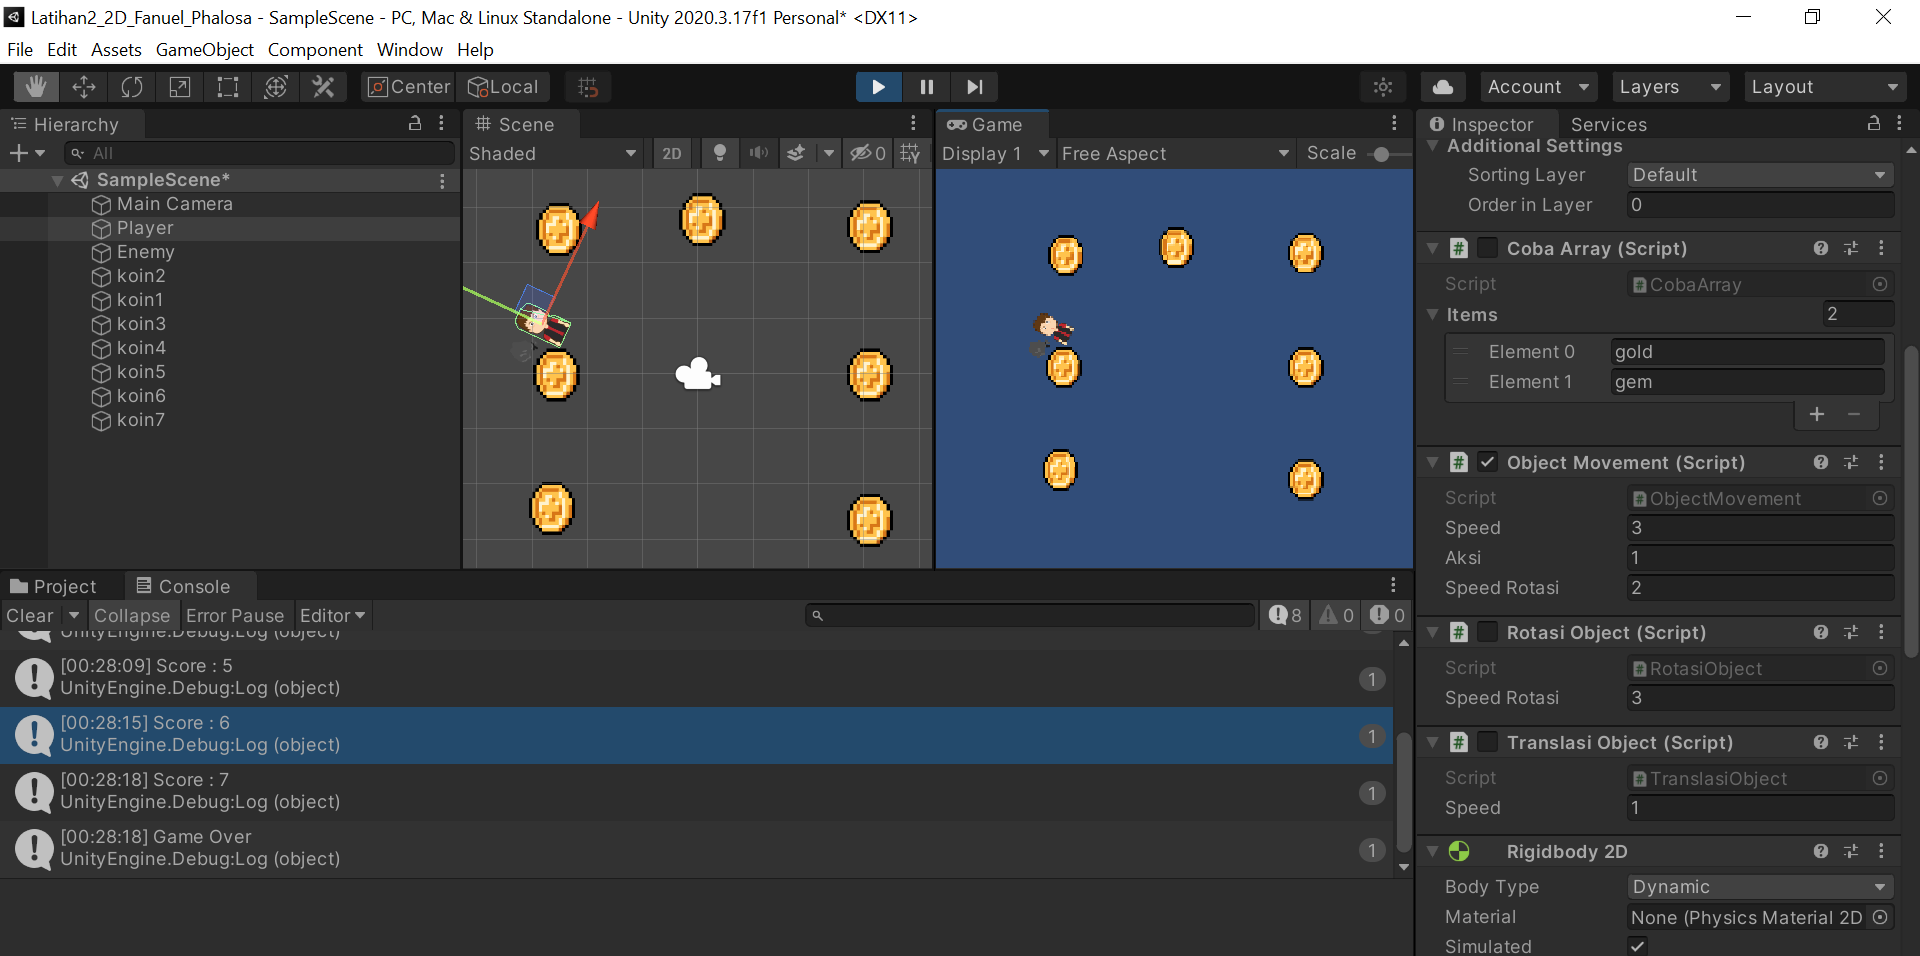 Latihan2_2D_Fanuel_Phalosa - SampleScene - PC, Mac & Linux Standalone - Unity 2020.3.17f1 Personal* <DX11>
File Edit Assets GameObject Component Window Help
Center Local Account Layers Layout
Hierarchy
All
SampleScene*
Main Camera
Player
Enemy
koin2
koin1
koin3
koin4
koin5
koin6
koin7
Scene
Shaded 2D 0
Game
Display 1 Free Aspect Scale
Inspector Services
Additional Settings
Sorting Layer Default
Order in Layer 0
Coba Array (Script)
Script CobaArray
Items 2
Element 0 gold
Element 1 gem
Object Movement (Script)
Script ObjectMovement
Speed 3
Aksi 1
Speed Rotasi 2
Rotasi Object (Script)
Script RotasiObject
Speed Rotasi 3
Translasi Object (Script)
Script TranslasiObject
Speed 1
Rigidbody 2D
Body Type Dynamic
Material None (Physics Material 2D
Simulated
Project Console
Clear Collapse Error Pause Editor 8 0 0
UnityEngine.Debug:Log (object)
[00:28:09] Score : 5
UnityEngine.Debug:Log (object) 1
[00:28:15] Score : 6
UnityEngine.Debug:Log (object) 1
[00:28:18] Score : 7
UnityEngine.Debug:Log (object) 1
[00:28:18] Game Over
UnityEngine.Debug:Log (object) 1